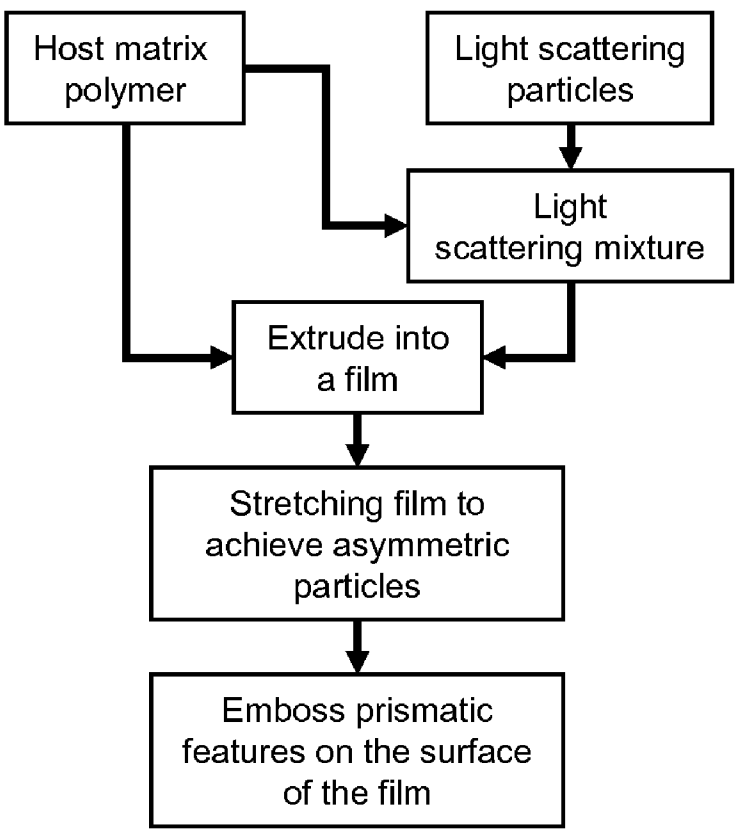 Host matrix
polymer
Light scattering
particles
Light
scattering mixture
Extrude into
a film
Stretching film to
achieve asymmetric
particles
Emboss prismatic
features on the surface
of the film